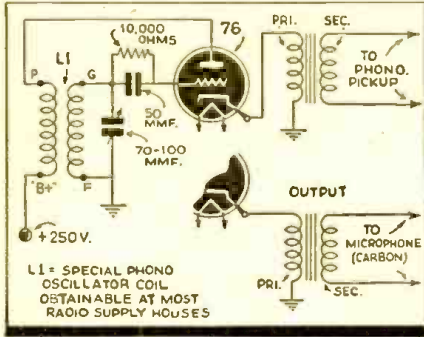 10,000
OHMS
76
PRI.
SEC.
L1
P
G
TO
PHONO.
PICKUP
50
MMF.
70-100
MMF.
"B+"
F
OUTPUT
+250V.
TO
MICROPHONE
(CARBON)
PRI.
SEC.
L1 = SPECIAL PHONO
OSCILLATOR COIL
OBTAINABLE AT MOST
RADIO SUPPLY HOUSES